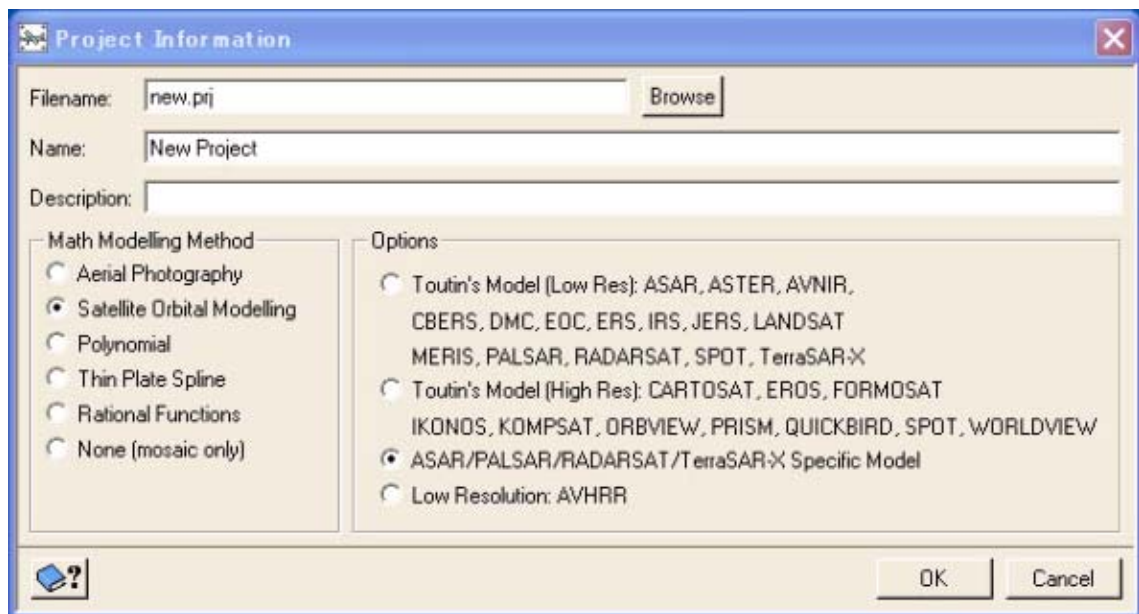 Project Information
Filename: new.prj Browse
Name: New Project
Description:
Math Modelling Method
Aerial Photography
Satellite Orbital Modelling
Polynomial
Thin Plate Spline
Rational Functions
None (mosaic only)
Options
Toutin's Model (Low Res): ASAR, ASTER, AVNIR,
CBERS, DMC, EOC, ERS, IRS, JERS, LANDSAT
MERIS, PALSAR, RADARSAT, SPOT, TerraSAR-X
Toutin's Model (High Res): CARTOSAT, EROS, FORMOSAT
IKONOS, KOMPSAT, ORBVIEW, PRISM, QUICKBIRD, SPOT, WORLDVIEW
ASAR/PALSAR/RADARSAT/TerraSAR-X Specific Model
Low Resolution: AVHRR
?
OK Cancel